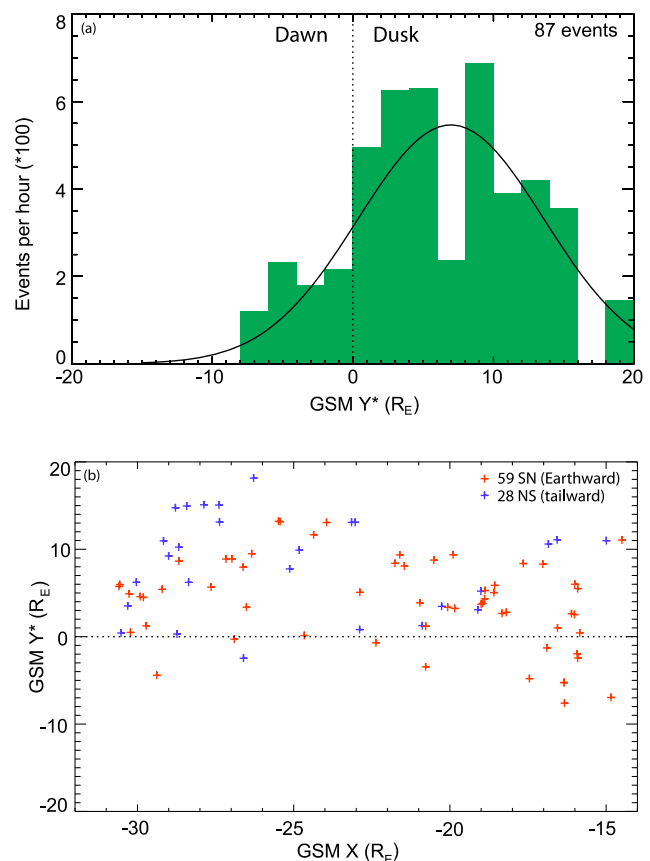 (a)
Dawn
Dusk
87 events
8
6
4
2
0
Events per hour (*100)
-20
-10
0
10
20
GSM Y* (R_E)
(b)
59 SN (Earthward)
28 NS (tailward)
20
10
0
-10
-20
GSM Y* (R_E)
-30
-25
-20
-15
GSM X (R_E)